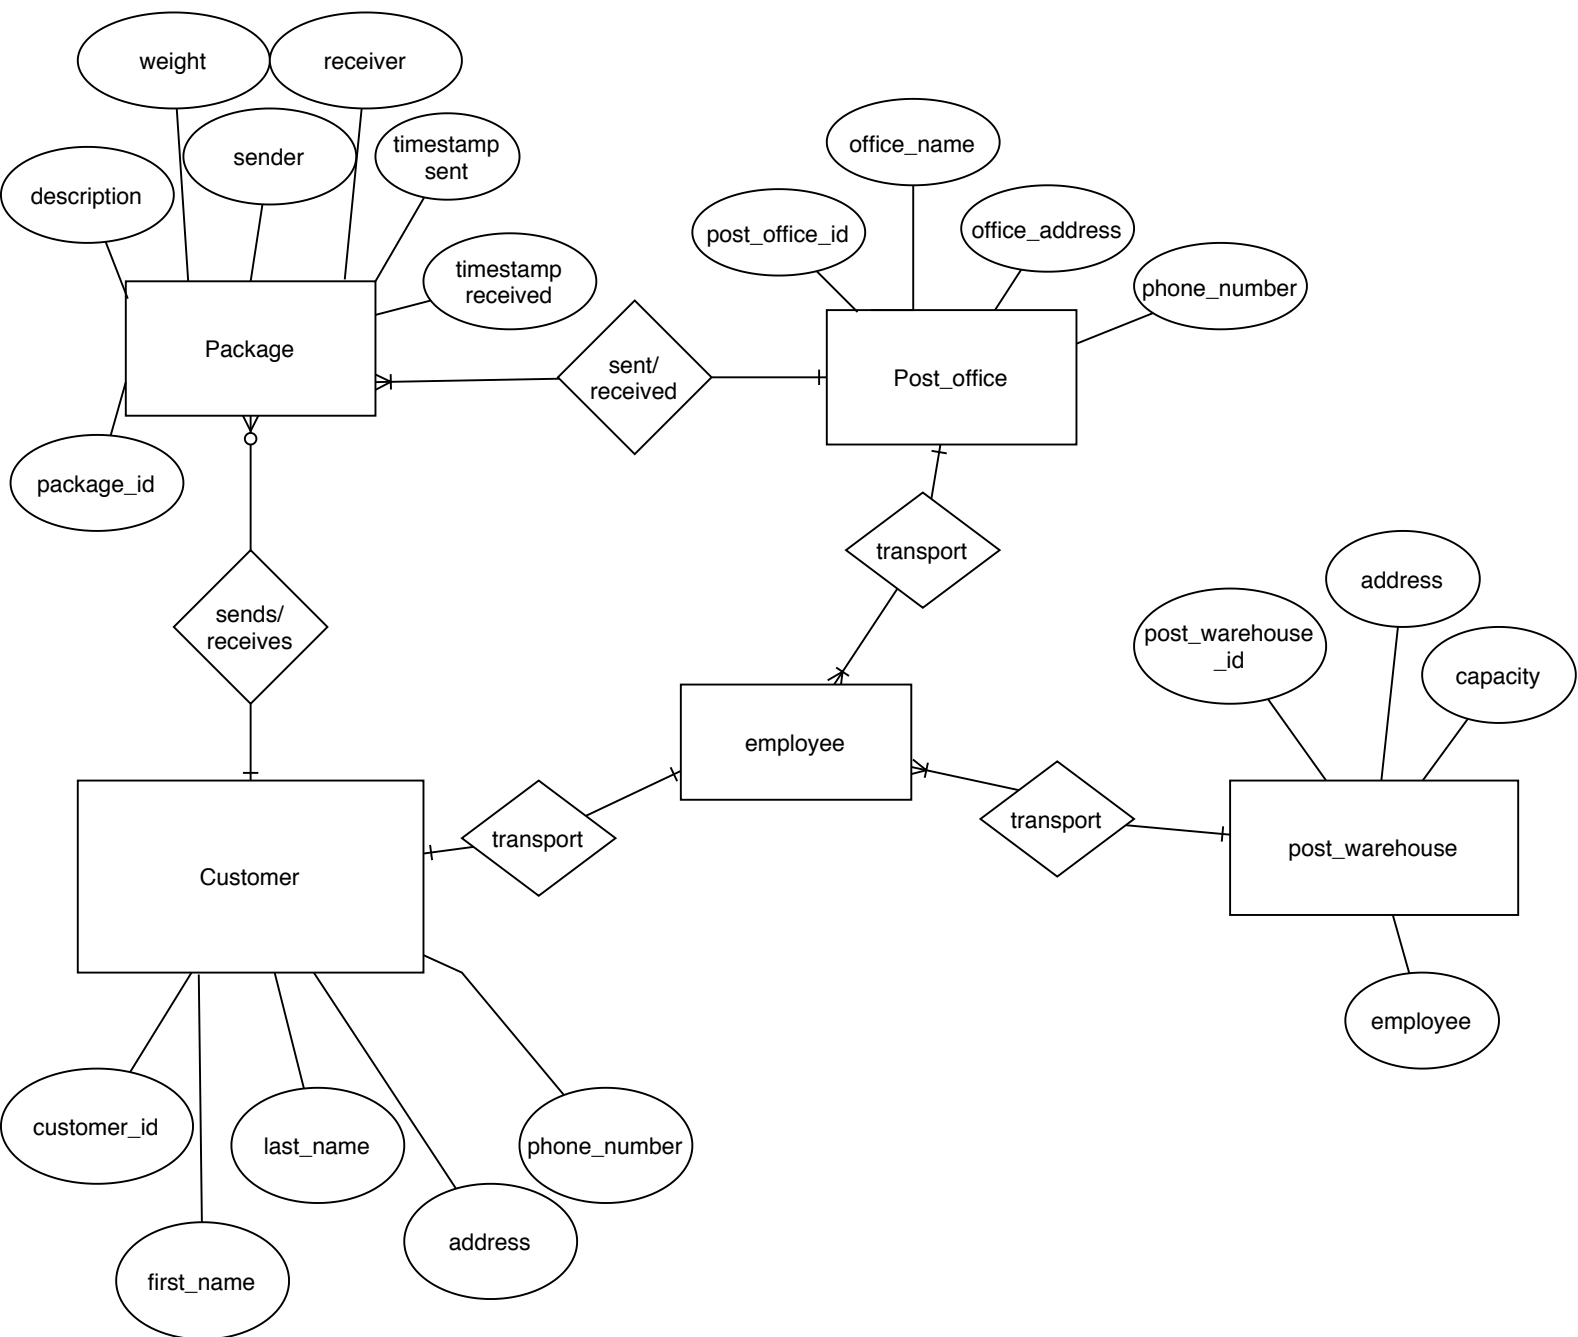 weight
receiver
sender
timestamp
sent
description
timestamp
received
Package
package_id
office_name
post_office_id
office_address
phone_number
sent/
received
Post_office
transport
sends/
receives
address
post_warehouse
_id
capacity
employee
transport
transport
post_warehouse
Customer
employee
customer_id
last_name
phone_number
address
first_name